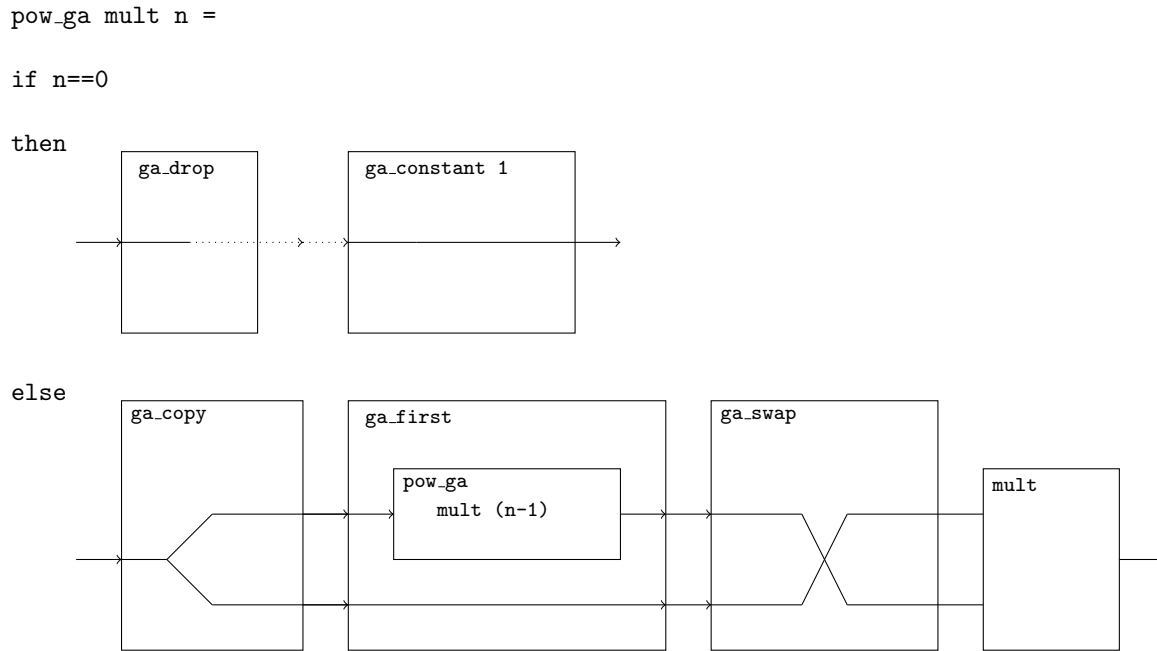 pow_ga mult n =
if n==0
then
ga_drop
ga_constant 1
else
ga_copy
ga_first
pow_ga
mult (n-1)
ga_swap
mult